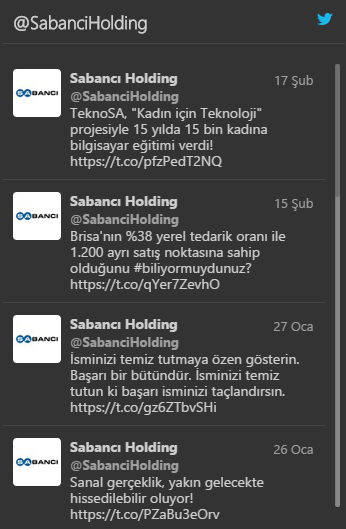 @SabanciHolding
SABANCI
Sabancı Holding
17 Şub
@SabanciHolding
TeknoSA, "Kadın için Teknoloji"
projesiyle 15 yılda 15 bin kadına
bilgisayar eğitimi verdi!
https://t.co/pfzPedT2NQ
SABANCI
Sabancı Holding
15 Şub
@SabanciHolding
Brisa'nın %38 yerel tedarik oranı ile
1.200 ayrı satış noktasına sahip
olduğunu #biliyormuydunuz?
https://t.co/qYer7ZevhO
SABANCI
Sabancı Holding
27 Oca
@SabanciHolding
İsminizi temiz tutmaya özen gösterin.
Başarı bir bütündür. İsminizi temiz
tutun ki başarı isminizi taçlandırsın.
https://t.co/gz6ZTbvSHi
SABANCI
Sabancı Holding
26 Oca
@SabanciHolding
Sanal gerçeklik, yakın gelecekte
hissedilebilir oluyor!
https://t.co/PZaBu3eOrv